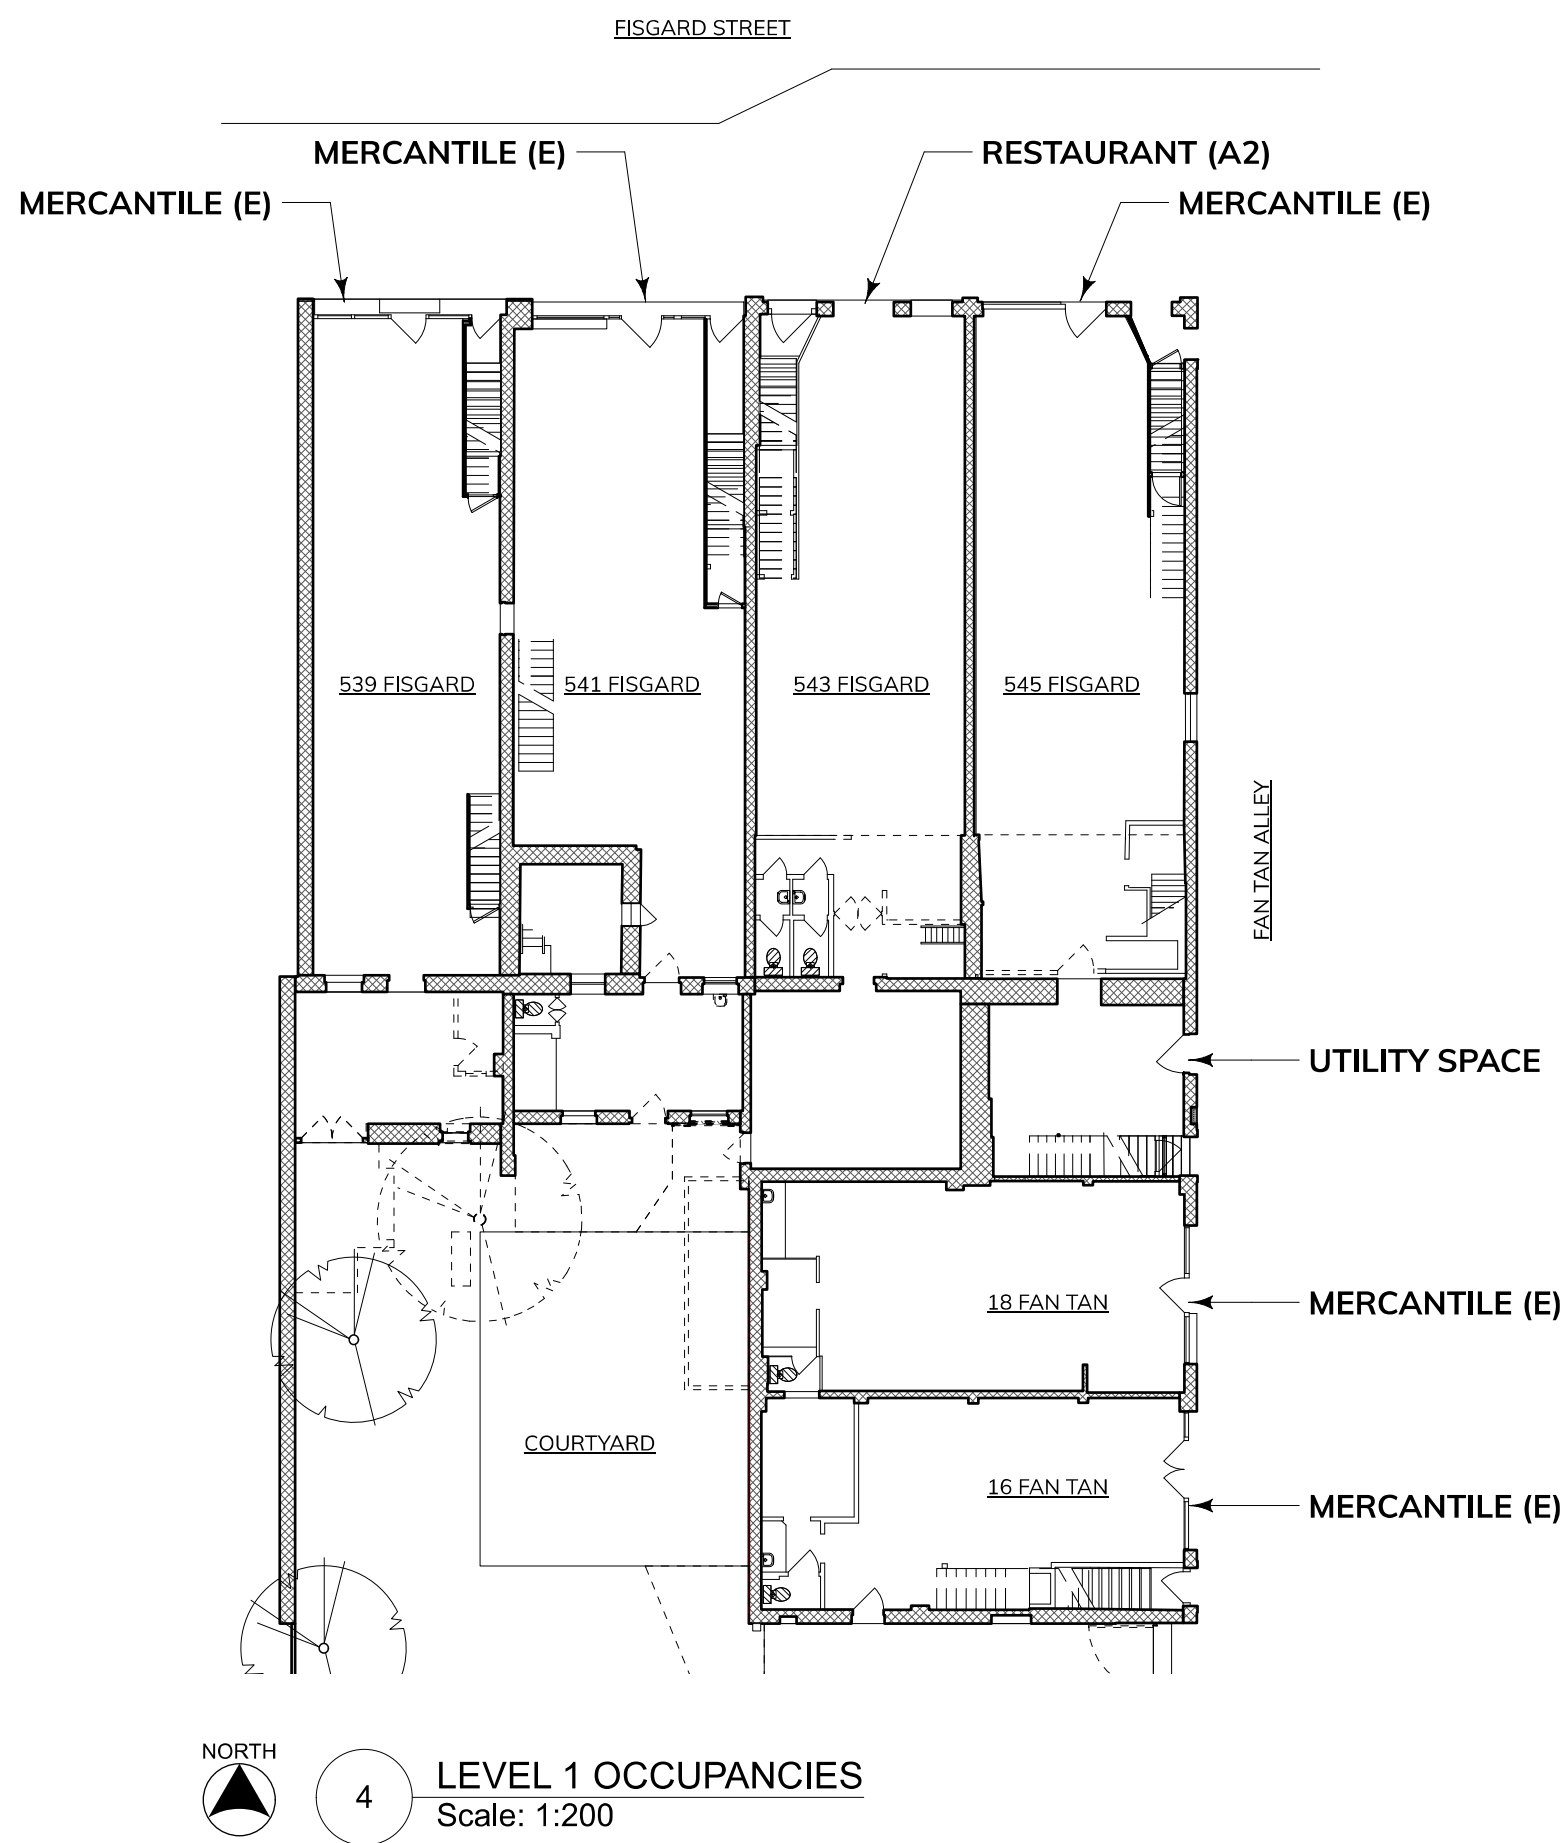 FISGARD STREET
MERCANTILE (E)
RESTAURANT (A2)
MERCANTILE (E)
MERCANTILE (E)
539 FISGARD
541 FISGARD
543 FISGARD
545 FISGARD
FAN TAN ALLEY
UTILITY SPACE
18 FAN TAN
MERCANTILE (E)
COURTYARD
16 FAN TAN
MERCANTILE (E)
NORTH
4
LEVEL 1 OCCUPANCIES
Scale: 1:200